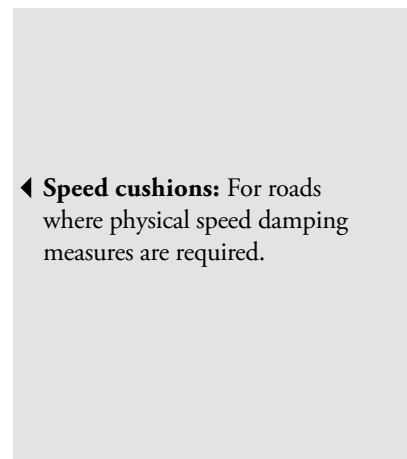 Speed cushions: For roads
where physical speed damping
measures are required.